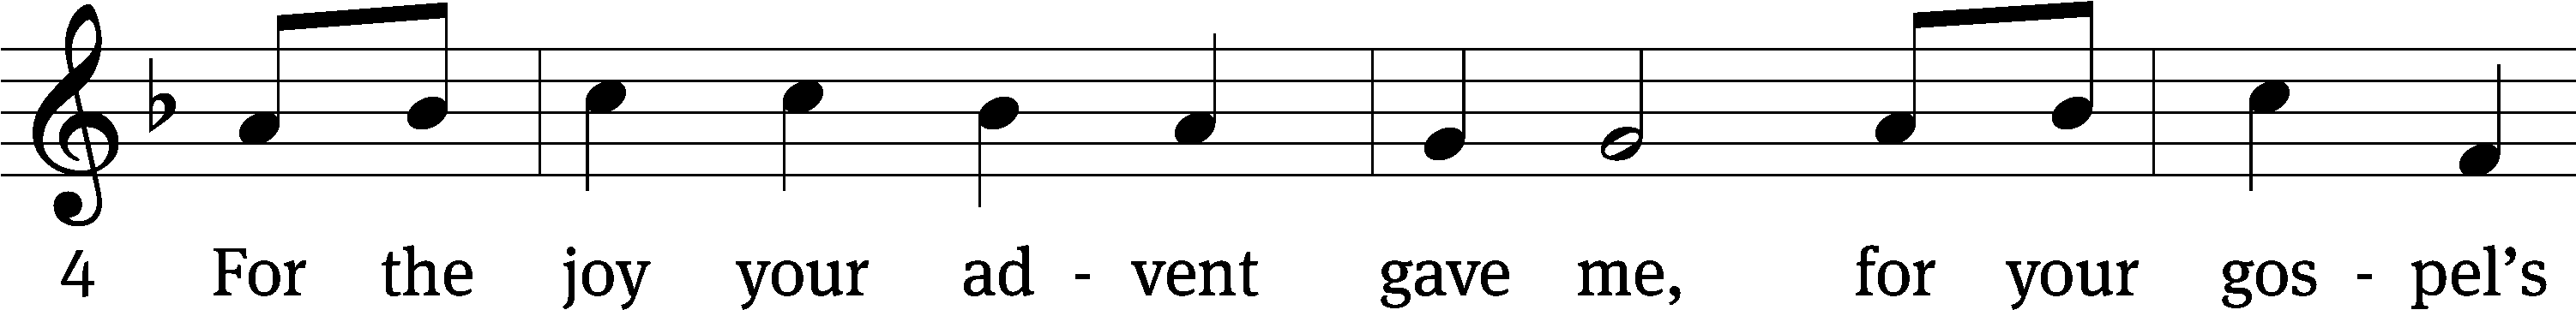 4 For the joy your ad - vent gave me, for your gos - pel’s